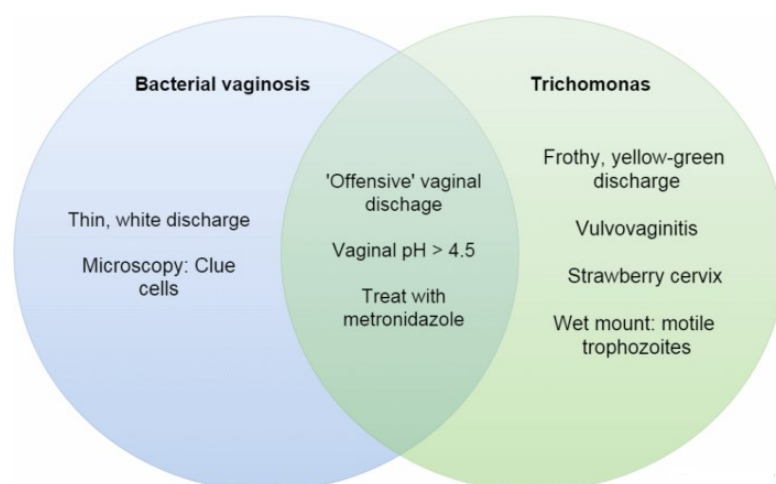 Bacterial vaginosis
Thin, white discharge
Microscopy: Clue
cells
'Offensive' vaginal
dischage
Vaginal pH > 4.5
Treat with
metronidazole
Trichomonas
Frothy, yellow-green
discharge
Vulvovaginitis
Strawberry cervix
Wet mount: motile
trophozoites